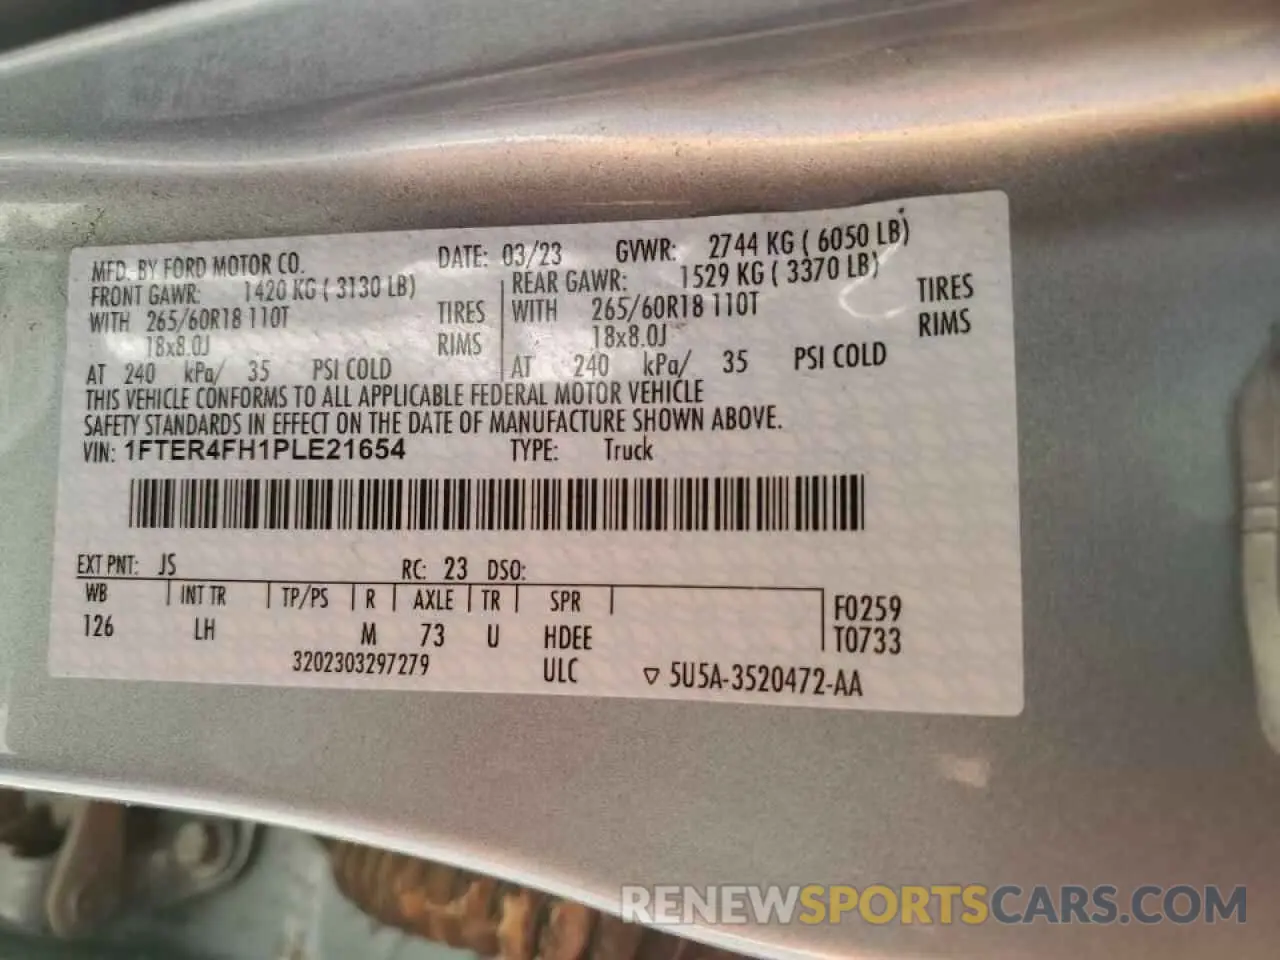 MFD. BY FORD MOTOR CO. DATE: 03/23 GVWR: 2744 KG ( 6050 LB)
FRONT GAWR: 1420 KG ( 3130 LB) REAR GAWR: 1529 KG ( 3370 LB)
WITH 265/60R18 110T TIRES WITH 265/60R18 110T TIRES
18x8.0J RIMS 18x8.0J RIMS
AT 240 kPa/ 35 PSI COLD AT 240 kPa/ 35 PSI COLD
THIS VEHICLE CONFORMS TO ALL APPLICABLE FEDERAL MOTOR VEHICLE
SAFETY STANDARDS IN EFFECT ON THE DATE OF MANUFACTURE SHOWN ABOVE.
VIN: 1FTER4FH1PLE21654 TYPE: Truck
EXT PNT: JS RC: 23 DSO:
WB INT TR TP/PS R AXLE TR SPR F0259
126 LH M 73 U HDEE T0733
3202303297279 ULC ▽ 5U5A-3520472-AA
RENEWSPORTSCARS.COM